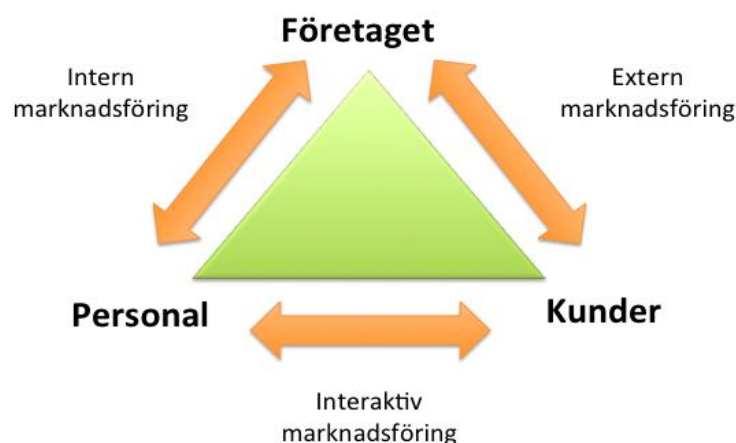 Företaget
Intern
marknadsföring
Extern
marknadsföring
Personal
Kunder
Interaktiv
marknadsföring